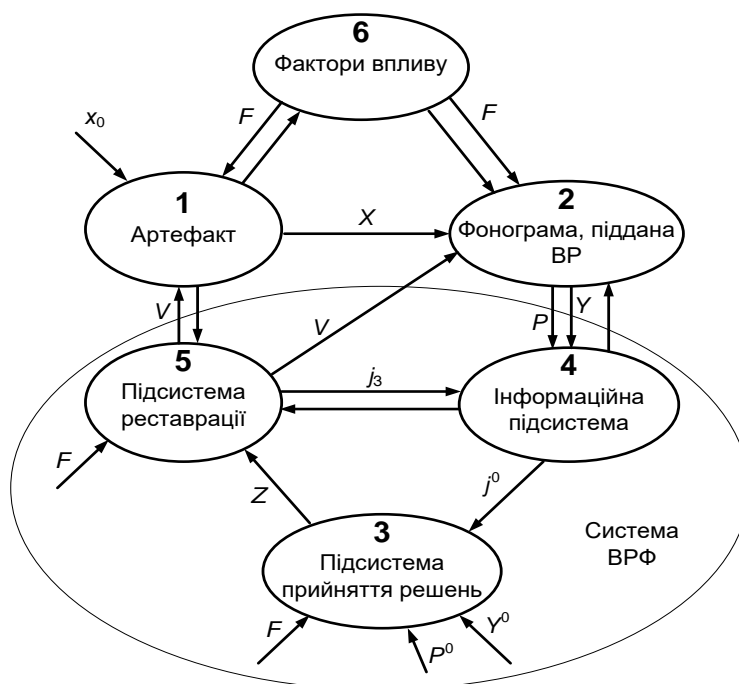 6
Фактори впливу
F
F
x₀
1
Артефакт
X
2
Фонограма, піддана
ВР
V
V
P
Y
5
Підсистема
реставрації
j₃
4
Інформаційна
підсистема
F
Z
j⁰
3
Підсистема
прийняття решень
Система
ВРФ
F
P⁰
Y⁰